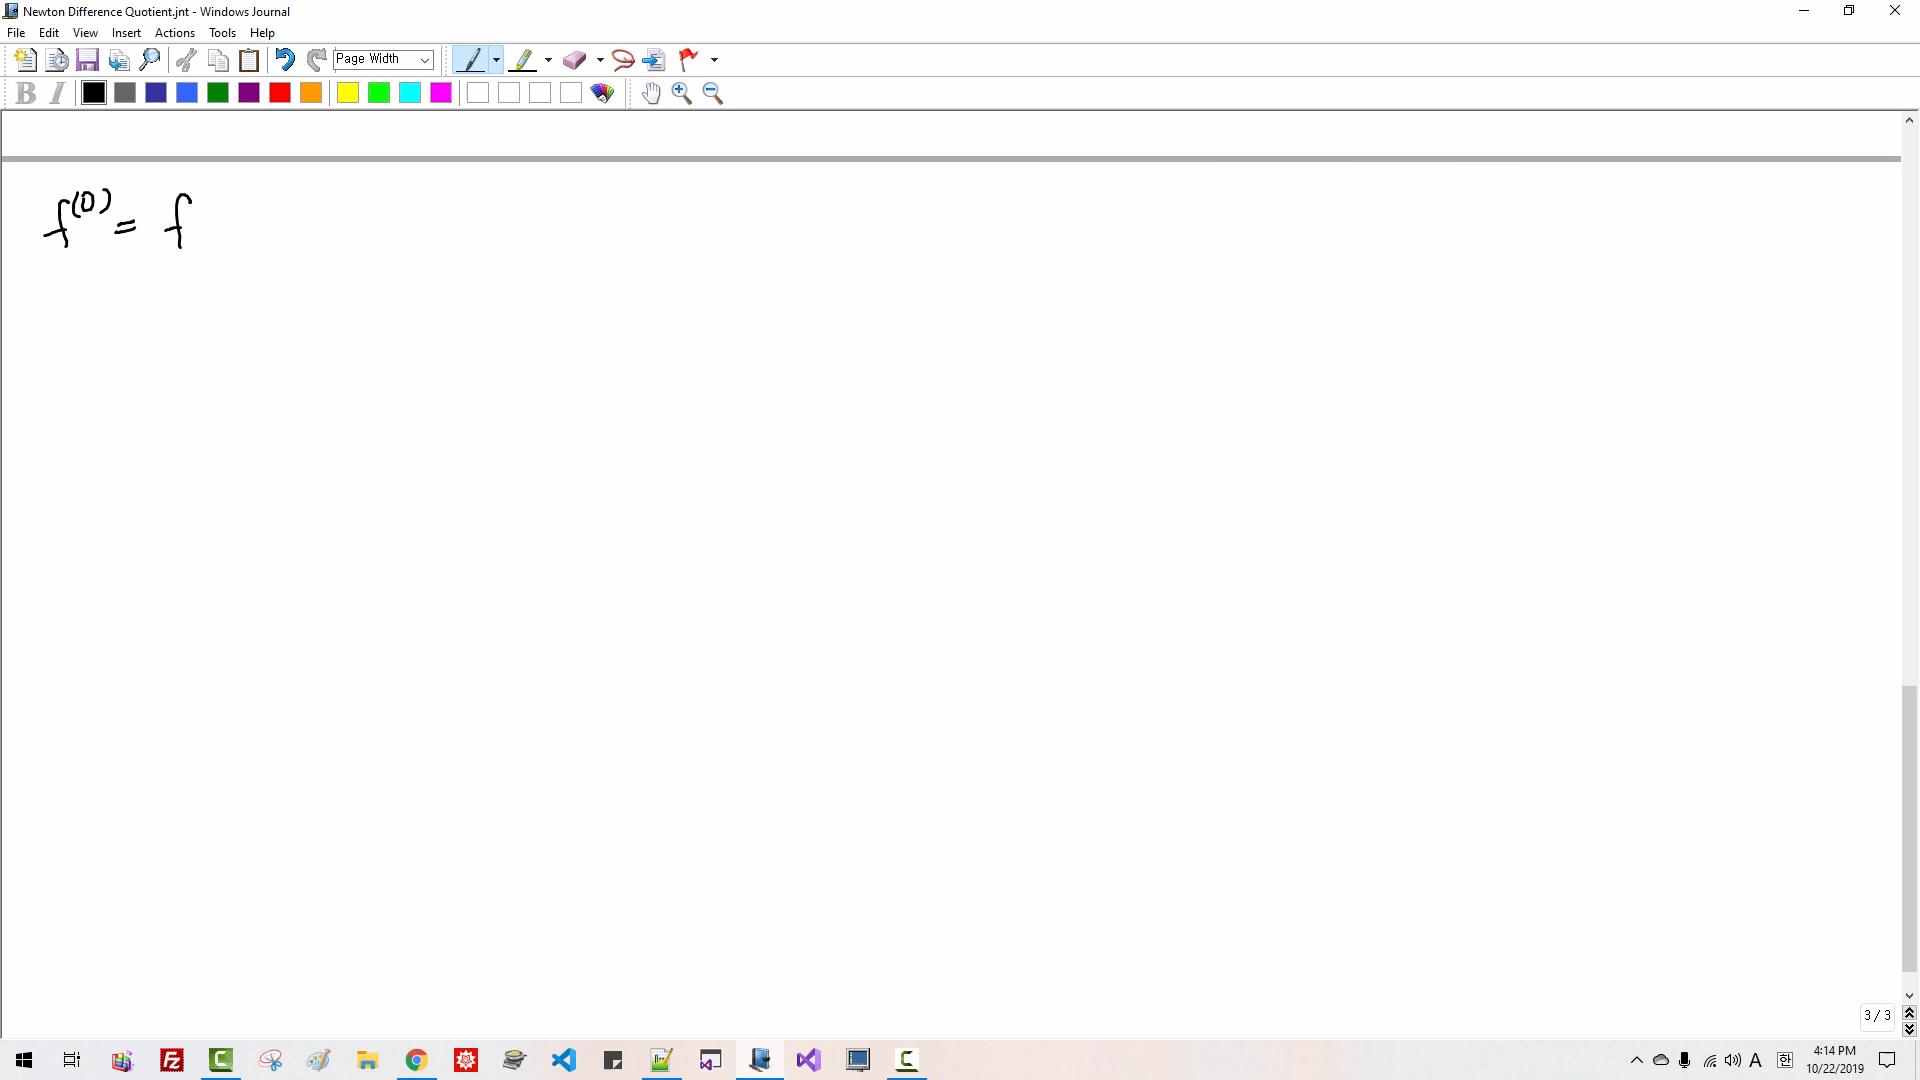 Newton Difference Quotient.jnt - Windows Journal
File Edit View Insert Actions Tools Help
Page Width
B I
f⁽⁰⁾ = f
3 / 3
A 한 4:14 PM
10/22/2019